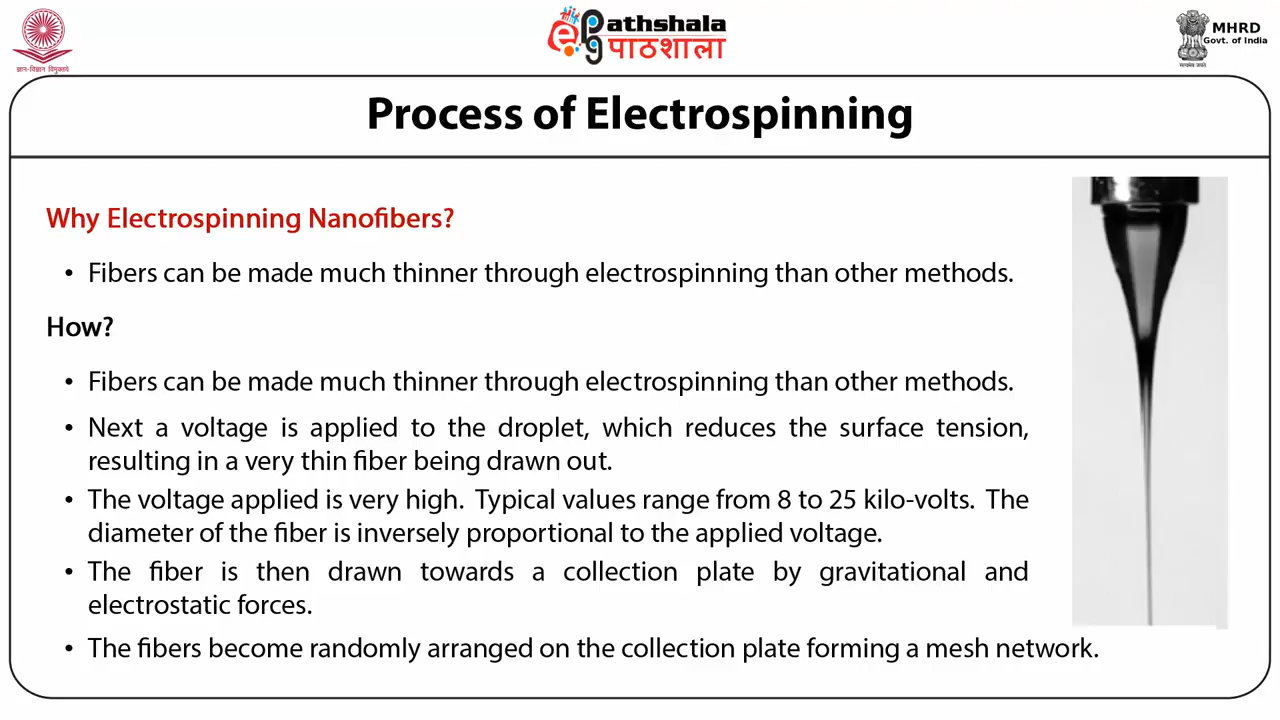 ज्ञान-विज्ञान विमुक्तये
ePathshala
पाठशाला
MHRD
Govt. of India
सत्यमेव जयते
Process of Electrospinning
Why Electrospinning Nanofibers?
• Fibers can be made much thinner through electrospinning than other methods.
How?
• Fibers can be made much thinner through electrospinning than other methods.
• Next a voltage is applied to the droplet, which reduces the surface tension,
resulting in a very thin fiber being drawn out.
• The voltage applied is very high. Typical values range from 8 to 25 kilo-volts. The
diameter of the fiber is inversely proportional to the applied voltage.
• The fiber is then drawn towards a collection plate by gravitational and
electrostatic forces.
• The fibers become randomly arranged on the collection plate forming a mesh network.